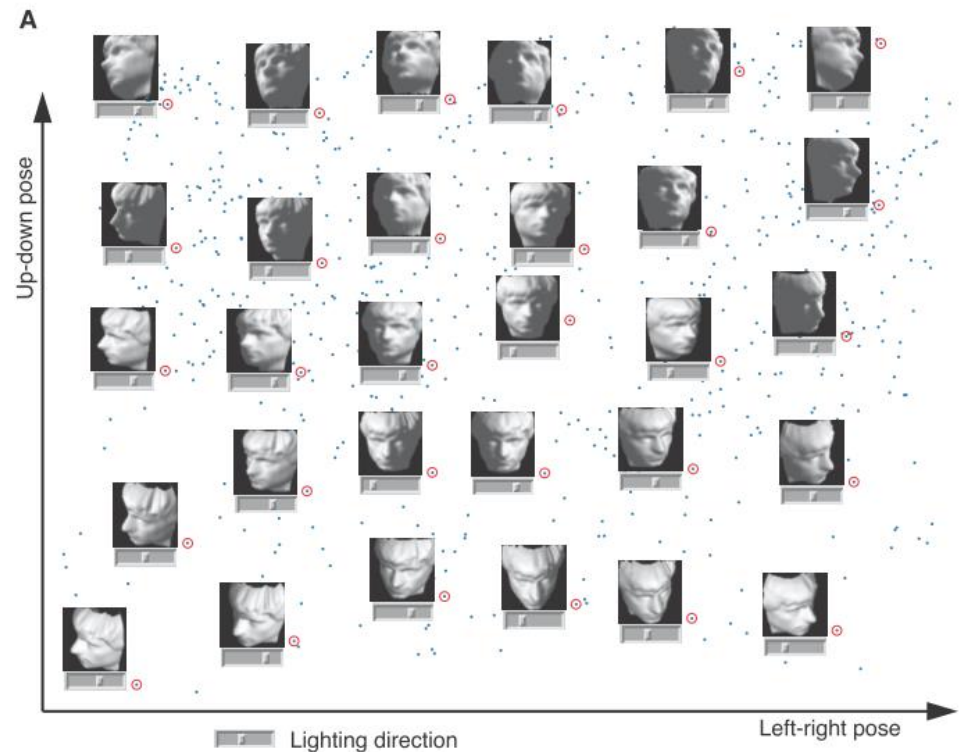 A
Up-down pose
Left-right pose
Lighting direction